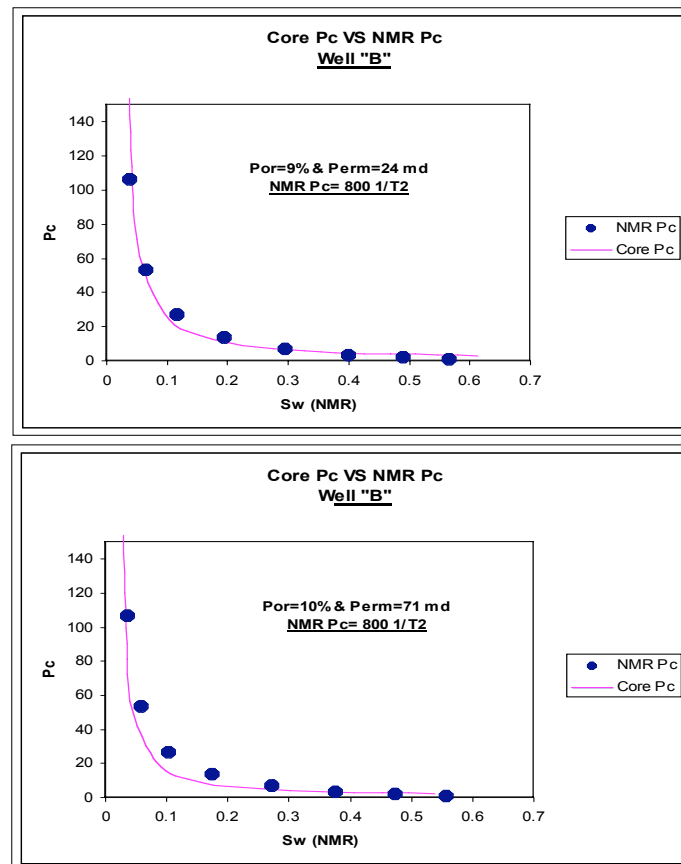 Core Pc VS NMR Pc
Well "B"
140
120
100
80
60
40
20
0
Pc
Por=9% & Perm=24 md
NMR Pc= 800 1/T2
NMR Pc
Core Pc
0 0.1 0.2 0.3 0.4 0.5 0.6 0.7
Sw (NMR)
Core Pc VS NMR Pc
Well "B"
140
120
100
80
60
40
20
0
Pc
Por=10% & Perm=71 md
NMR Pc= 800 1/T2
NMR Pc
Core Pc
0 0.1 0.2 0.3 0.4 0.5 0.6 0.7
Sw (NMR)